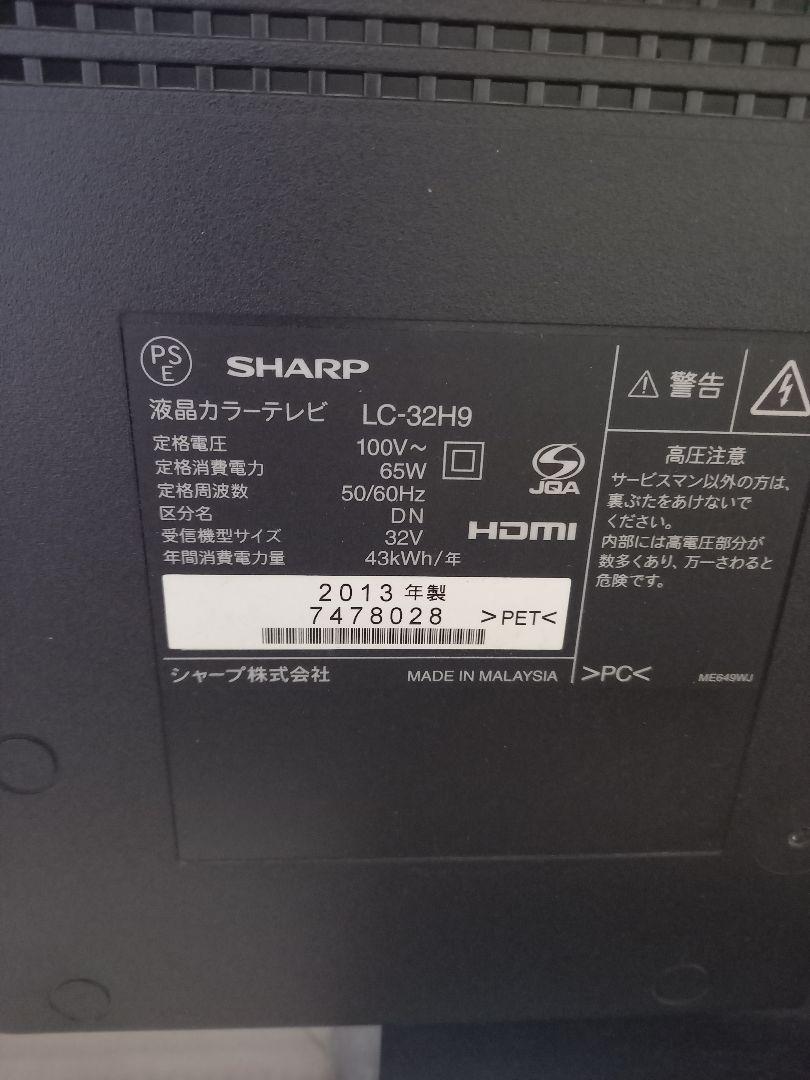 PS
E
SHARP
液晶カラーテレビ LC-32H9
定格電圧 100V～
定格消費電力 65W
定格周波数 50/60Hz
区分名 DN
受信機型サイズ 32V
年間消費電力量 43kWh/年
JQA
HDMI
2013 年製
7478028 >PET<
シャープ株式会社 MADE IN MALAYSIA
警告
高圧注意
サービスマン以外の方は、
裏ぶたをあけないで
ください。
内部には高電圧部分が
数多くあり、万一さわると
危険です。
>PC< ME649WJ